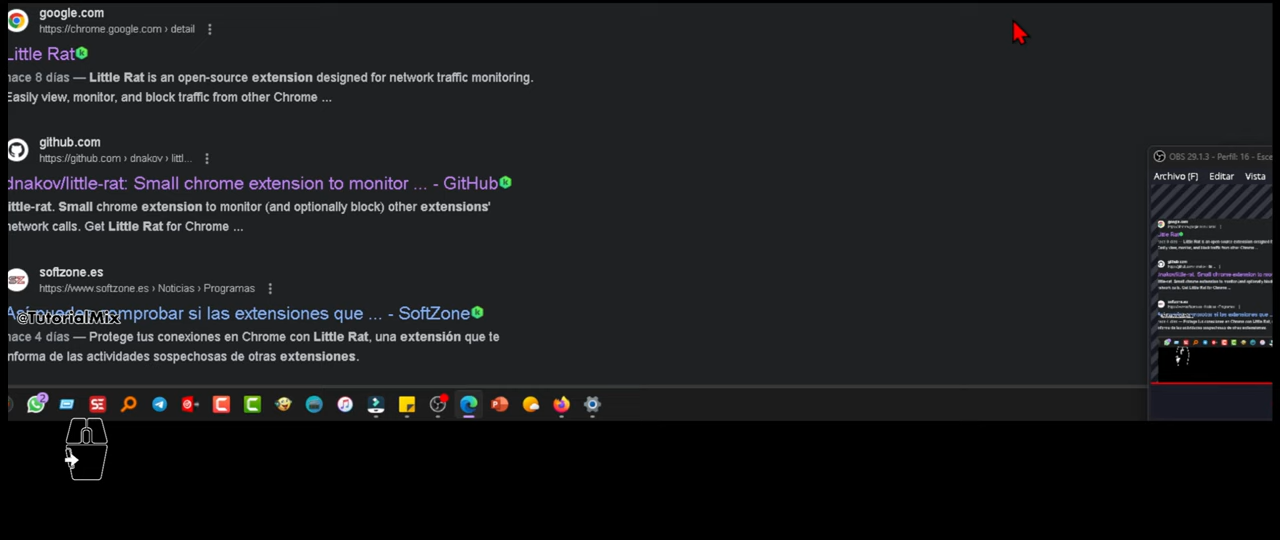 google.com
https://chrome.google.com › detail
Little Rat
hace 8 días — Little Rat is an open-source extension designed for network traffic monitoring.
Easily view, monitor, and block traffic from other Chrome ...
github.com
https://github.com › dnakov › littl...
dnakov/little-rat: Small chrome extension to monitor ... - GitHub
little-rat. Small chrome extension to monitor (and optionally block) other extensions'
network calls. Get Little Rat for Chrome ...
softzone.es
https://www.softzone.es › Noticias › Programas
comprobar si las extensiones que ... - SoftZone
@TutorialMix
hace 4 días — Protege tus conexiones en Chrome con Little Rat, una extensión que te
informa de las actividades sospechosas de otras extensiones.
OBS 29.1.3 - Perfil: 16 - Esce
Archivo [F] Editar Vista
2
SE